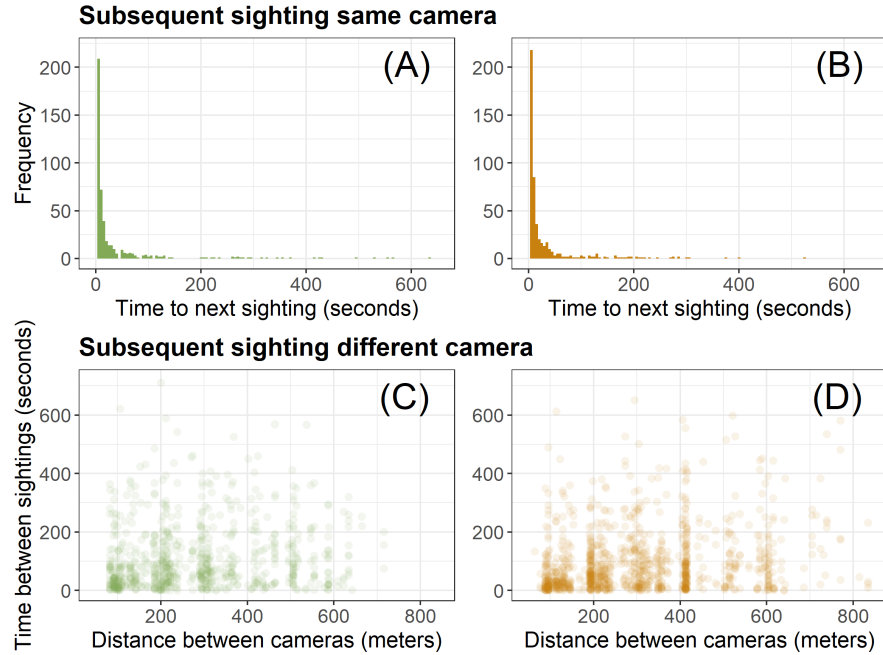 Subsequent sighting same camera
(A)
(B)
Frequency
200
150
100
50
0
0 200 400 600
0 50 100 150 200
0 200 400 600
Time to next sighting (seconds)
Time to next sighting (seconds)
Subsequent sighting different camera
(C)
(D)
Time between sightings (seconds)
600
400
200
0
200 400 600 800
600
400
200
0
200 400 600 800
Distance between cameras (meters)
Distance between cameras (meters)